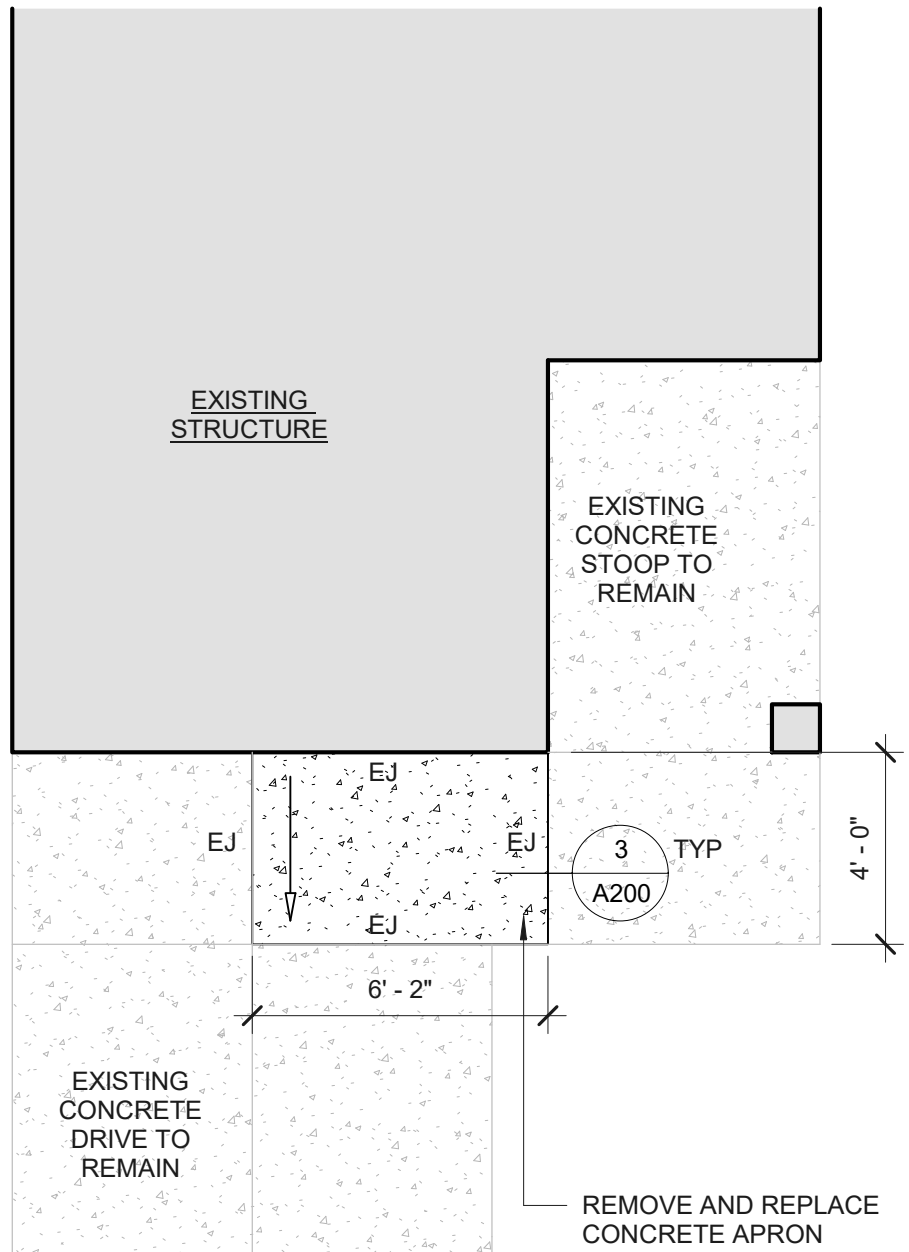 EXISTING
STRUCTURE
EXISTING
CONCRETE
STOOP TO
REMAIN
EJ
EJ
EJ
3
TYP
A200
4' - 0"
EJ
6' - 2"
EXISTING
CONCRETE
DRIVE TO
REMAIN
REMOVE AND REPLACE
CONCRETE APRON